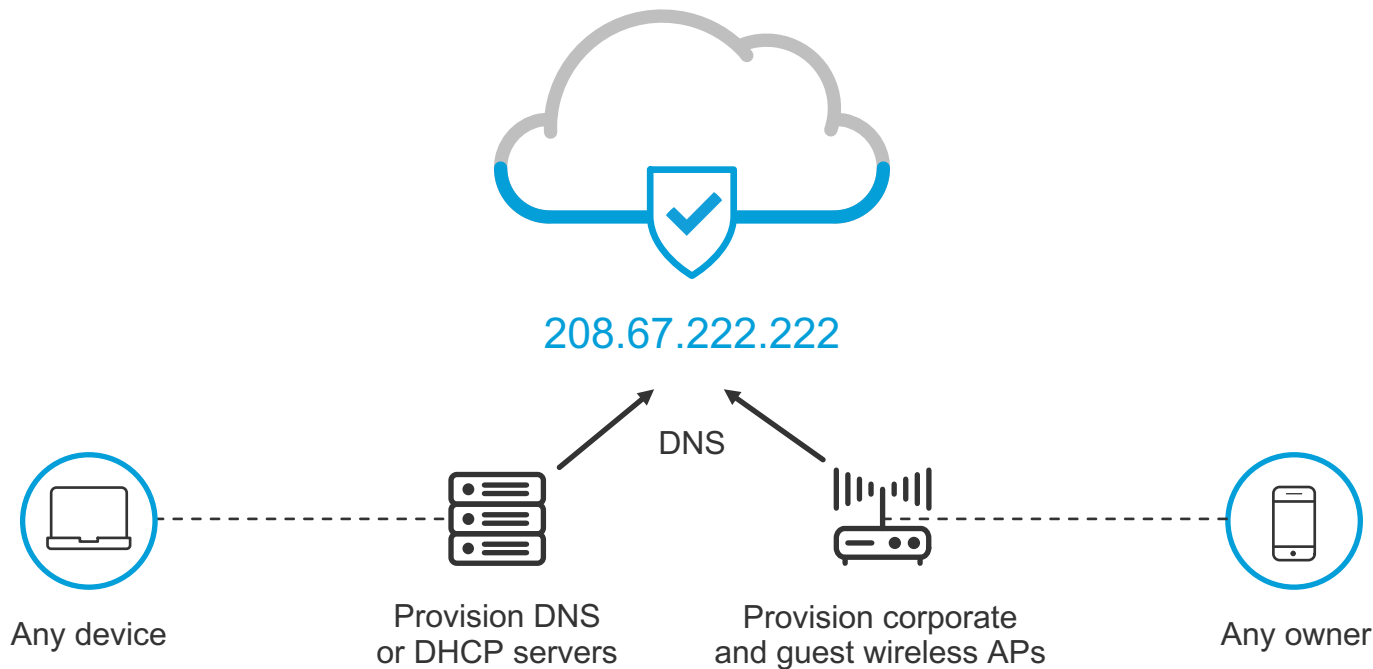 208.67.222.222
DNS
Any device
Provision DNS
or DHCP servers
Provision corporate
and guest wireless APs
Any owner